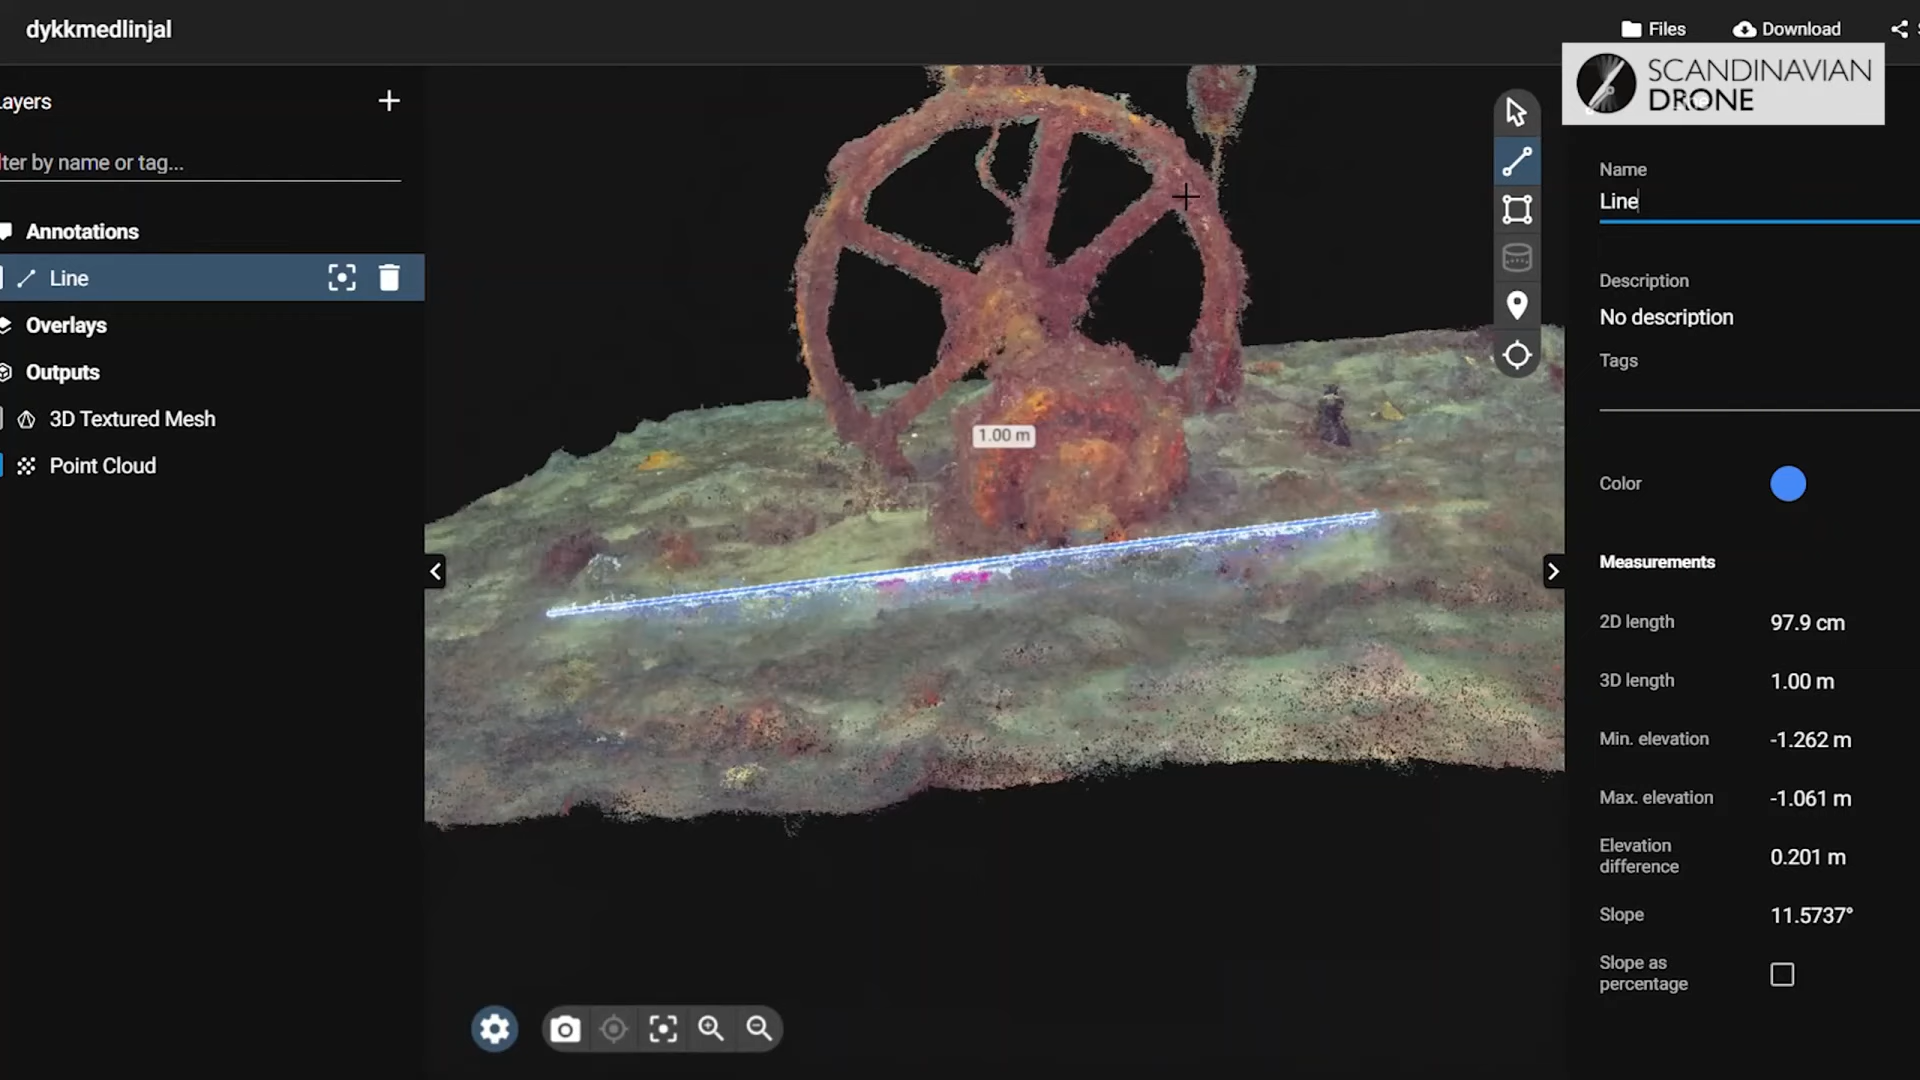 dykkmedlinjal
Files
Download
SCANDINAVIAN
DRONE
ayers
ter by name or tag...
Annotations
Line
Overlays
Outputs
3D Textured Mesh
Point Cloud
1.00 m
Name
Line
Description
No description
Tags
Color
Measurements
2D length 97.9 cm
3D length 1.00 m
Min. elevation -1.262 m
Max. elevation -1.061 m
Elevation
difference 0.201 m
Slope 11.5737°
Slope as
percentage